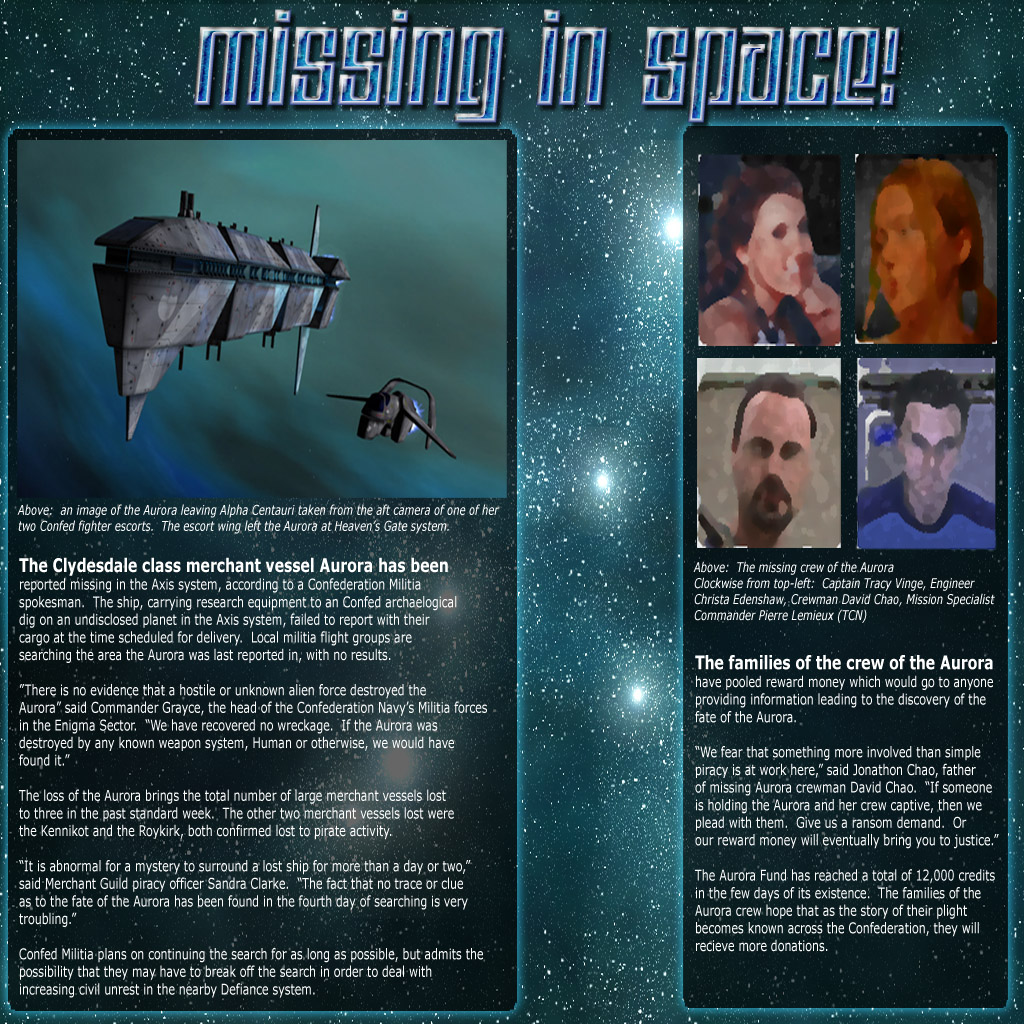 missing in space!
Above;  an image of the Aurora leaving Alpha Centauri taken from the aft camera of one of her
two Confed fighter escorts.  The escort wing left the Aurora at Heaven's Gate system.
The Clydesdale class merchant vessel Aurora has been
reported missing in the Axis system, according to a Confederation Militia
spokesman.  The ship, carrying research equipment to an Confed archaelogical
dig on an undisclosed planet in the Axis system, failed to report with their
cargo at the time scheduled for delivery.  Local militia flight groups are
searching the area the Aurora was last reported in, with no results.
"There is no evidence that a hostile or unknown alien force destroyed the
Aurora" said Commander Grayce, the head of the Confederation Navy's Militia forces
in the Enigma Sector.  "We have recovered no wreckage.  If the Aurora was
destroyed by any known weapon system, Human or otherwise, we would have
found it."
The loss of the Aurora brings the total number of large merchant vessels lost
to three in the past standard week.  The other two merchant vessels lost were
the Kennikot and the Roykirk, both confirmed lost to pirate activity.
"It is abnormal for a mystery to surround a lost ship for more than a day or two,"
said Merchant Guild piracy officer Sandra Clarke.  "The fact that no trace or clue
as to the fate of the Aurora has been found in the fourth day of searching is very
troubling."
Confed Militia plans on continuing the search for as long as possible, but admits the
possibility that they may have to break off the search in order to deal with
increasing civil unrest in the nearby Defiance system.
Above:  The missing crew of the Aurora
Clockwise from top-left:  Captain Tracy Vinge, Engineer
Christa Edenshaw, Crewman David Chao, Mission Specialist
Commander Pierre Lemieux (TCN)
The families of the crew of the Aurora
have pooled reward money which would go to anyone
providing information leading to the discovery of the
fate of the Aurora.
"We fear that something more involved than simple
piracy is at work here," said Jonathon Chao, father
of missing Aurora crewman David Chao.  "If someone
is holding the Aurora and her crew captive, then we
plead with them.  Give us a ransom demand.  Or
our reward money will eventually bring you to justice."
The Aurora Fund has reached a total of 12,000 credits
in the few days of its existence.  The families of the
Aurora crew hope that as the story of their plight
becomes known across the Confederation, they will
recieve more donations.